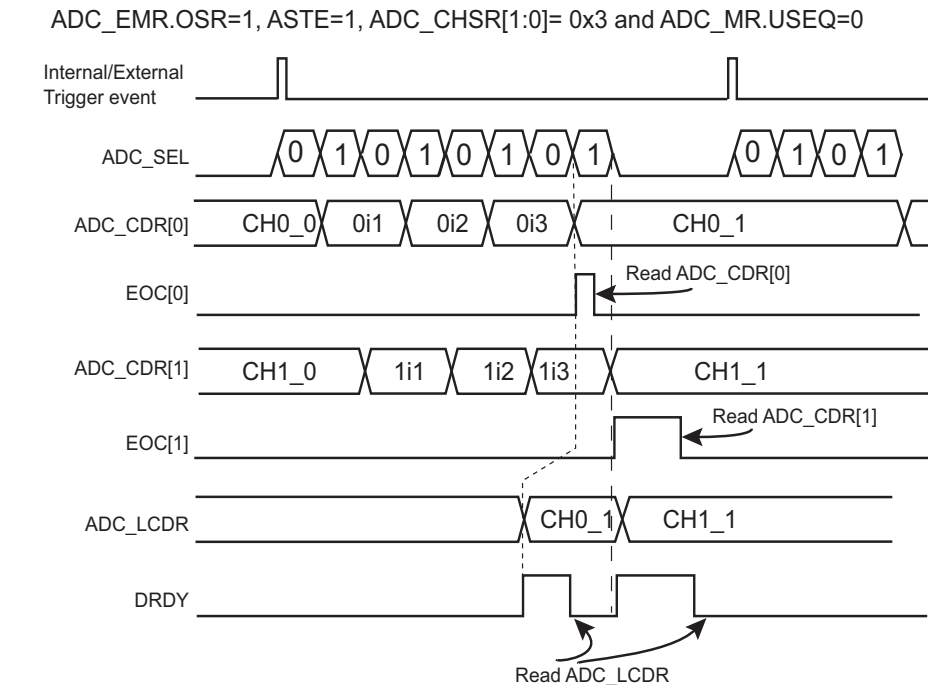 ADC_EMR.OSR=1, ASTE=1, ADC_CHSR[1:0]= 0x3 and ADC_MR.USEQ=0
Internal/External
Trigger event
ADC_SEL 0 1 0 1 0 1 0 1 0 1 0 1
ADC_CDR[0] CH0_0 0i1 0i2 0i3 CH0_1
Read ADC_CDR[0]
EOC[0]
ADC_CDR[1] CH1_0 1i1 1i2 1i3 CH1_1
Read ADC_CDR[1]
EOC[1]
ADC_LCDR CH0_1 CH1_1
DRDY
Read ADC_LCDR